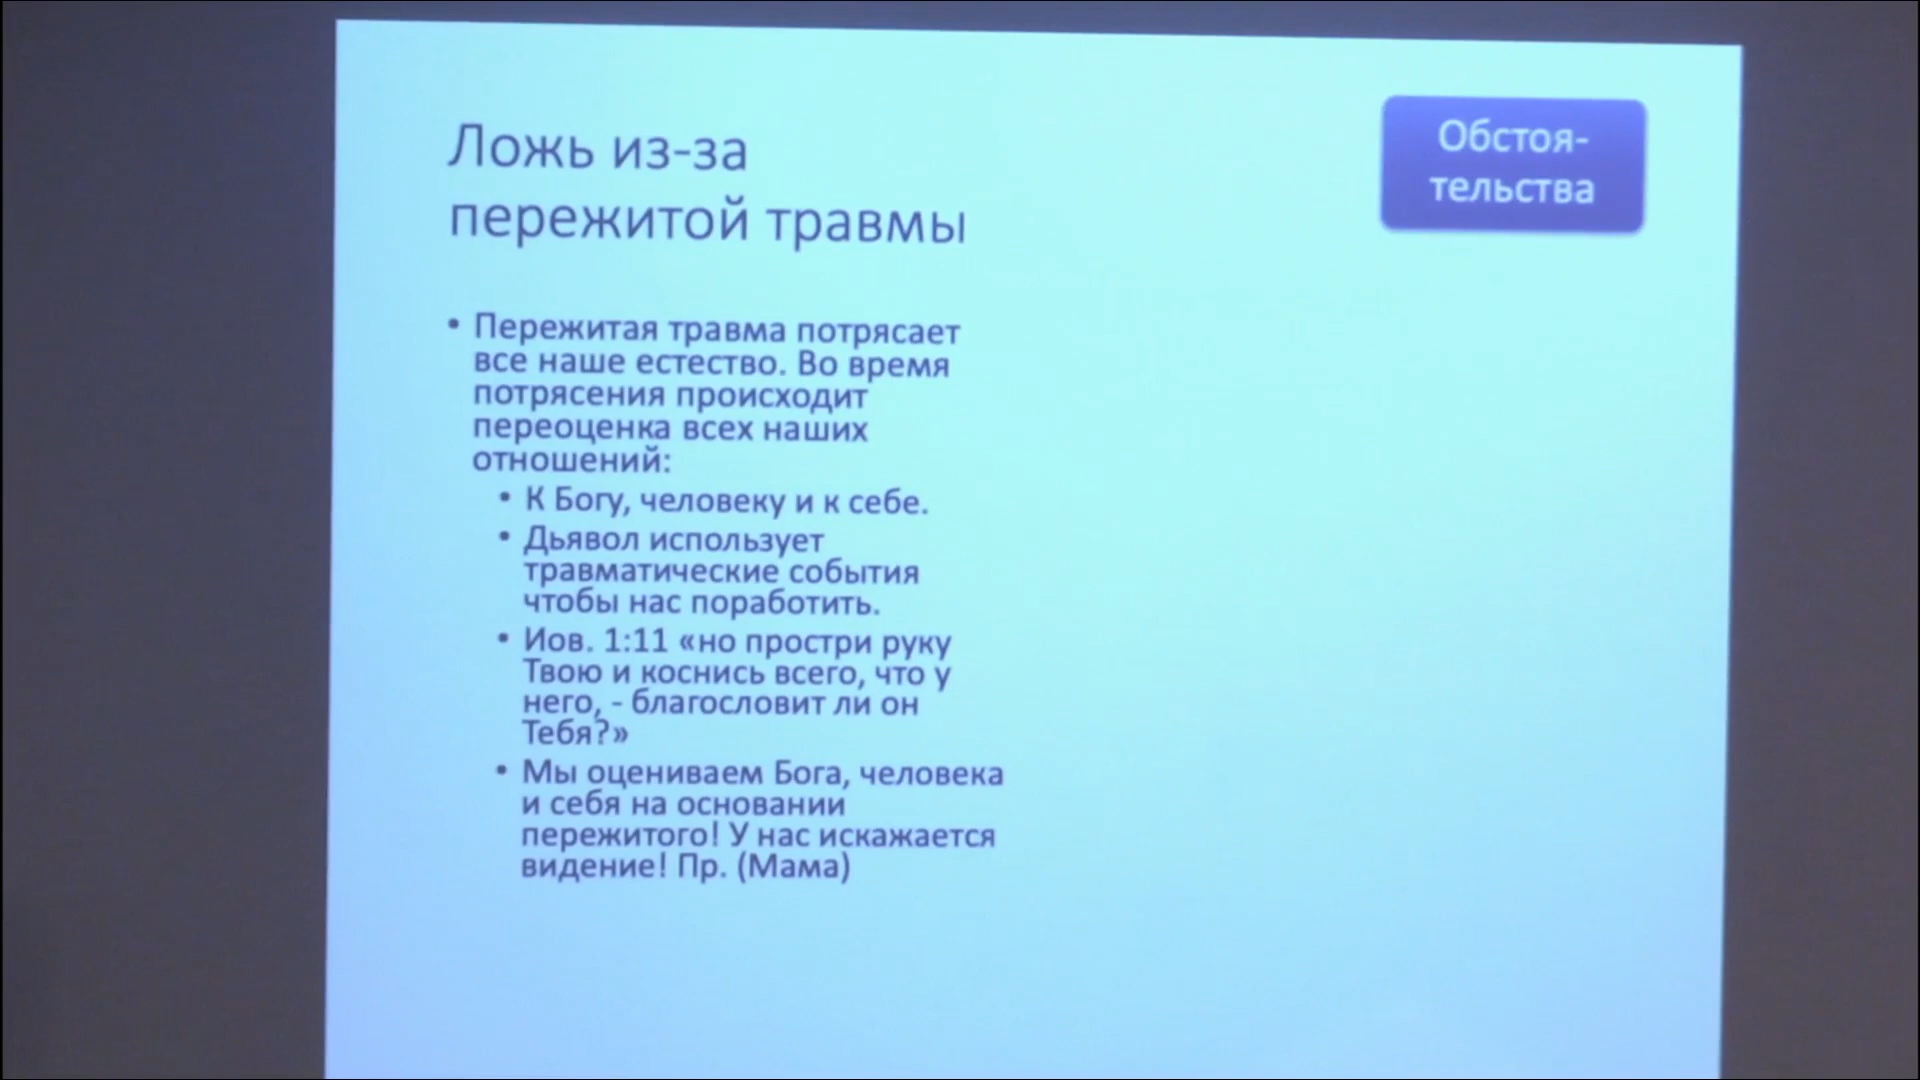 Ложь из-за
пережитой травмы
Обстоя-
тельства
• Пережитая травма потрясает
все наше естество. Во время
потрясения происходит
переоценка всех наших
отношений:
• К Богу, человеку и к себе.
• Дьявол использует
травматические события
чтобы нас поработить.
• Иов. 1:11 «но простри руку
Твою и коснись всего, что у
него, - благословит ли он
Тебя?»
• Мы оцениваем Бога, человека
и себя на основании
пережитого! У нас искажается
видение! Пр. (Мама)